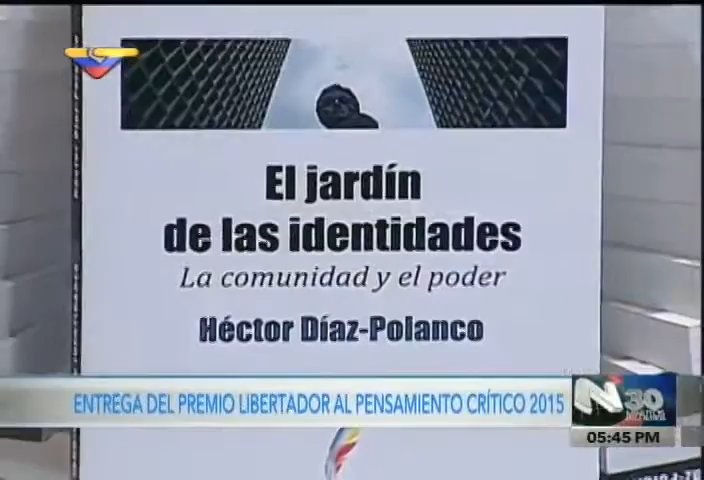 El jardín
de las identidades
La comunidad y el poder
Héctor Díaz-Polanco
ENTREGA DEL PREMIO LIBERTADOR AL PENSAMIENTO CRÍTICO 2015
N 30
05:45 PM